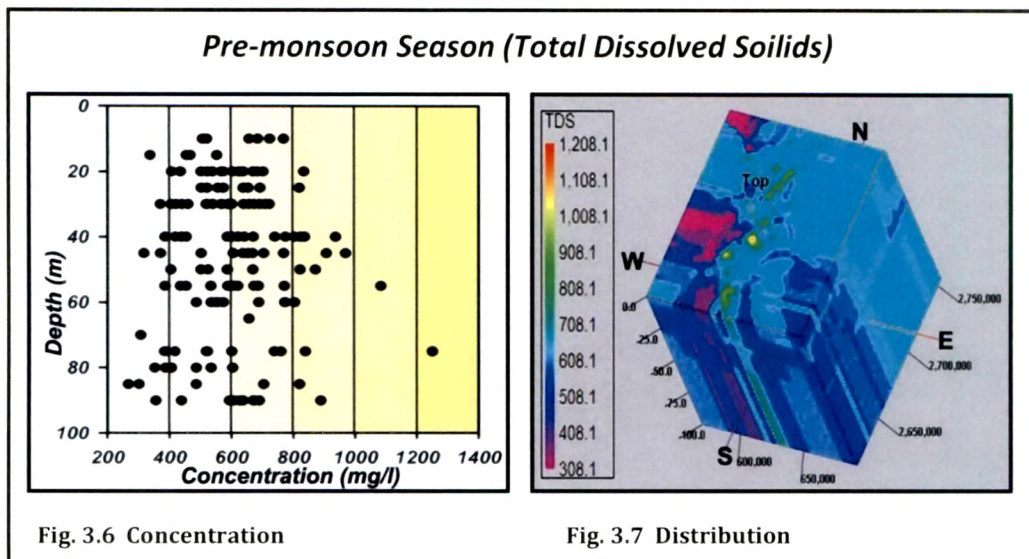 Pre-monsoon Season (Total Dissolved Soilids)
0
20
40
60
80
100
Depth (m)
200 400 600 800 1000 1200 1400
Concentration (mg/l)
TDS
1,208.1
1,108.1
1,008.1
908.1
808.1
708.1
608.1
508.1
408.1
308.1
N
Top
W
0.0
-25.0
-50.0
-75.0
-100.0
S
600,000
650,000
E
2,750,000
2,700,000
2,650,000
Fig. 3.6 Concentration
Fig. 3.7 Distribution